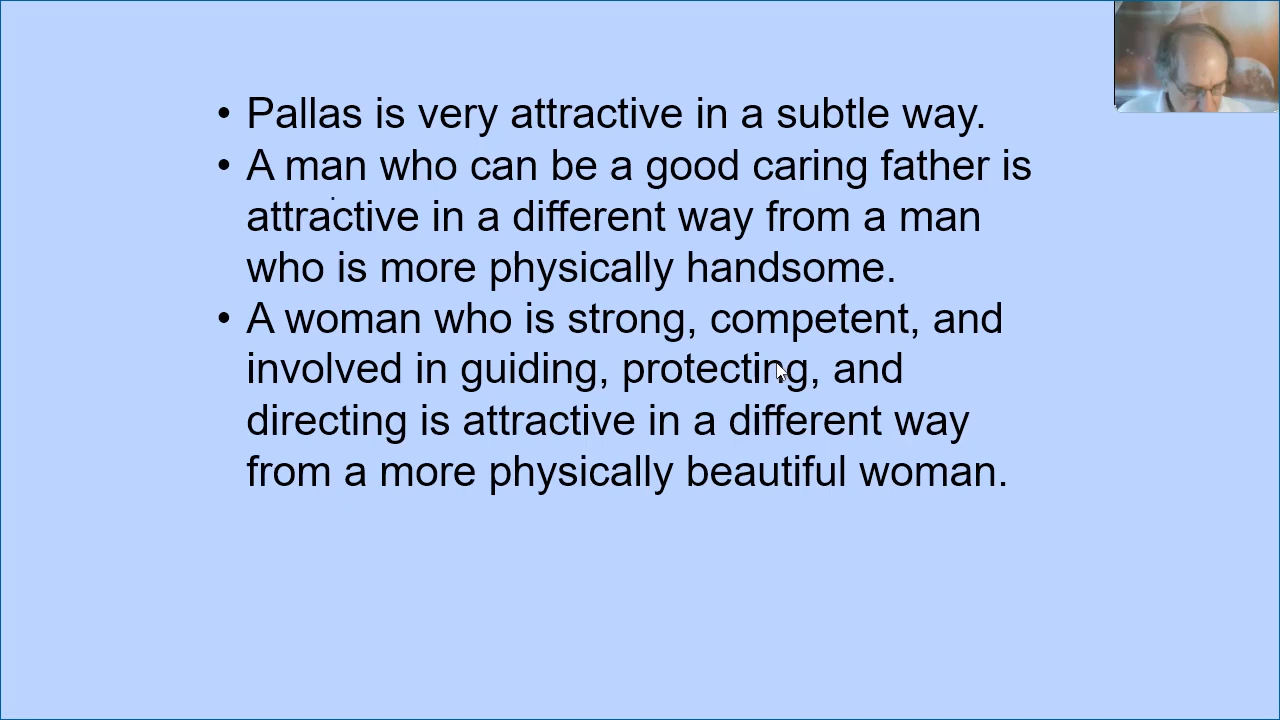 • Pallas is very attractive in a subtle way.
• A man who can be a good caring father is
attractive in a different way from a man
who is more physically handsome.
• A woman who is strong, competent, and
involved in guiding, protecting, and
directing is attractive in a different way
from a more physically beautiful woman.